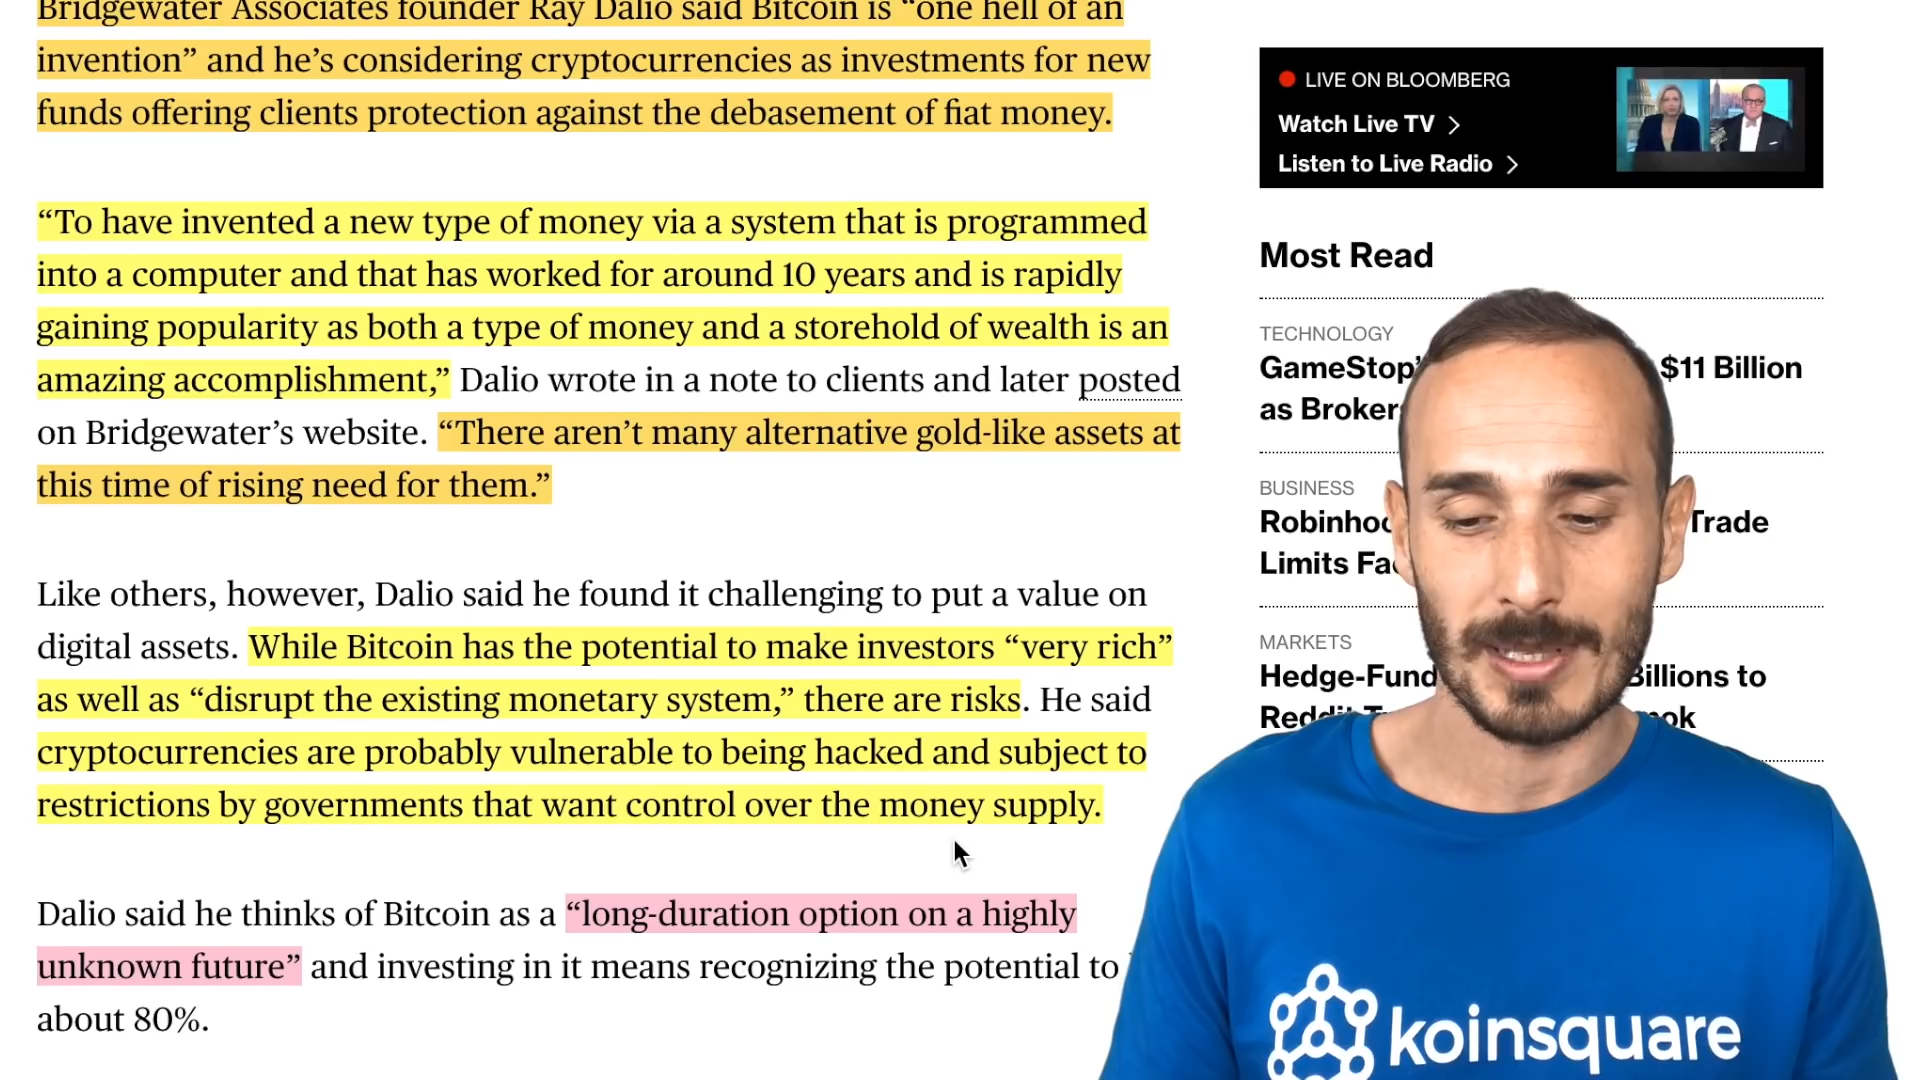 Bridgewater Associates founder Ray Dalio said Bitcoin is “one hell of an
invention” and he’s considering cryptocurrencies as investments for new
funds offering clients protection against the debasement of fiat money.
“To have invented a new type of money via a system that is programmed
into a computer and that has worked for around 10 years and is rapidly
gaining popularity as both a type of money and a storehold of wealth is an
amazing accomplishment,” Dalio wrote in a note to clients and later posted
on Bridgewater’s website. “There aren’t many alternative gold-like assets at
this time of rising need for them.”
Like others, however, Dalio said he found it challenging to put a value on
digital assets. While Bitcoin has the potential to make investors “very rich”
as well as “disrupt the existing monetary system,” there are risks. He said
cryptocurrencies are probably vulnerable to being hacked and subject to
restrictions by governments that want control over the money supply.
Dalio said he thinks of Bitcoin as a “long-duration option on a highly
unknown future” and investing in it means recognizing the potential to
about 80%.
LIVE ON BLOOMBERG
Watch Live TV
Listen to Live Radio
Most Read
TECHNOLOGY
GameStop’ $11 Billion
as Broker
BUSINESS
Trade
Limits
MARKETS
Hedge-Fund Billions to
Reddit
koinsquare